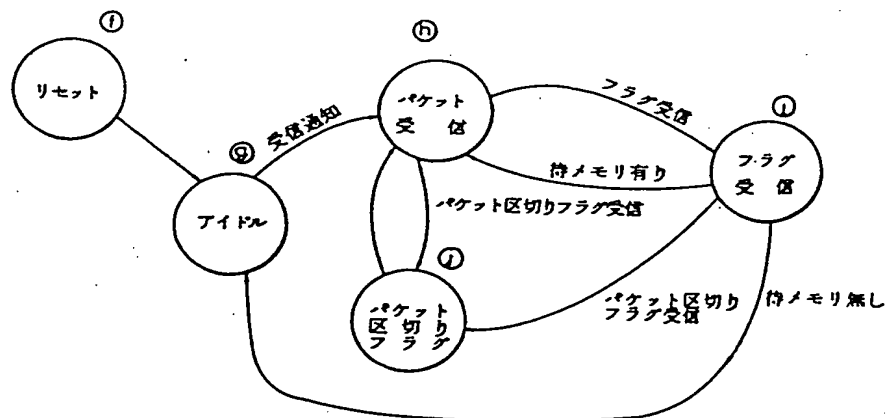 ⓕ
リセット
ⓖ
アイドル
受信通知
ⓗ
パケット
受信
フラグ受信
待メモリ有り
ⓘ
フラグ
受信
パケット区切りフラグ受信
ⓙ
パケット
区切り
フラグ
パケット区切り
フラグ受信
待メモリ無し